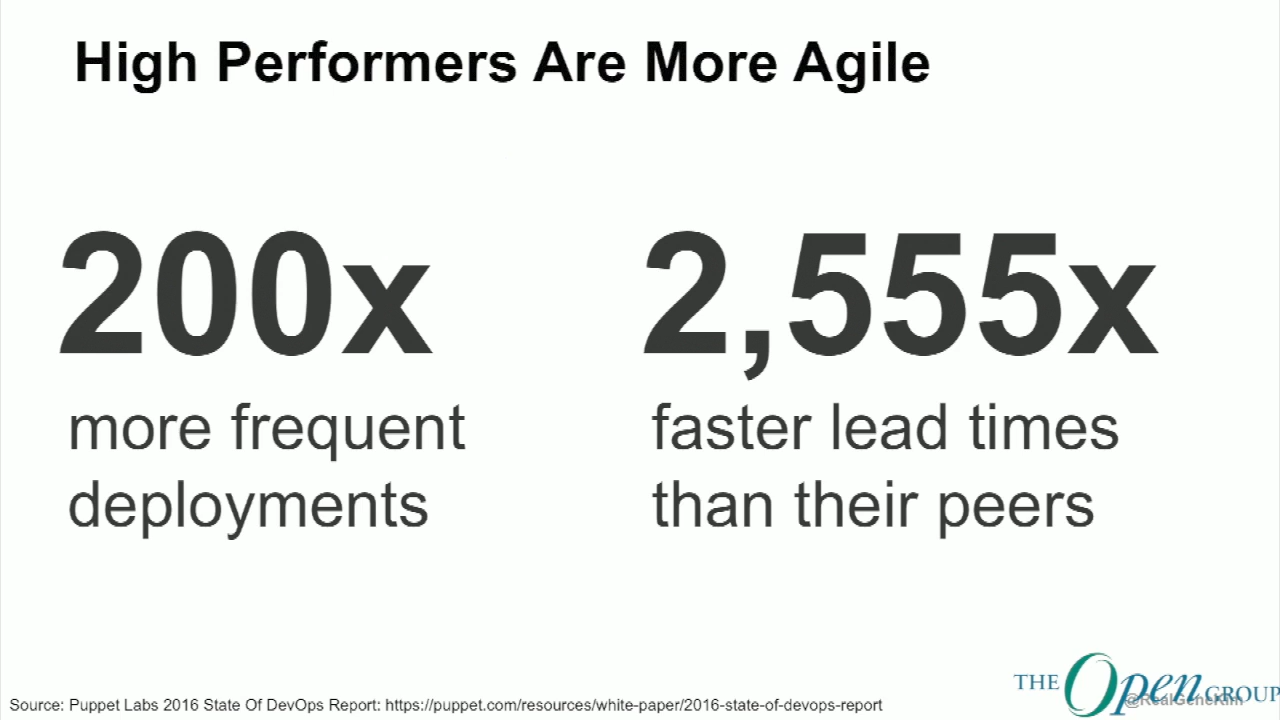 High Performers Are More Agile
200x
more frequent
deployments
2,555x
faster lead times
than their peers
Source: Puppet Labs 2016 State Of DevOps Report: https://puppet.com/resources/white-paper/2016-state-of-devops-report
THE Open GROUP
@RealGeneKim